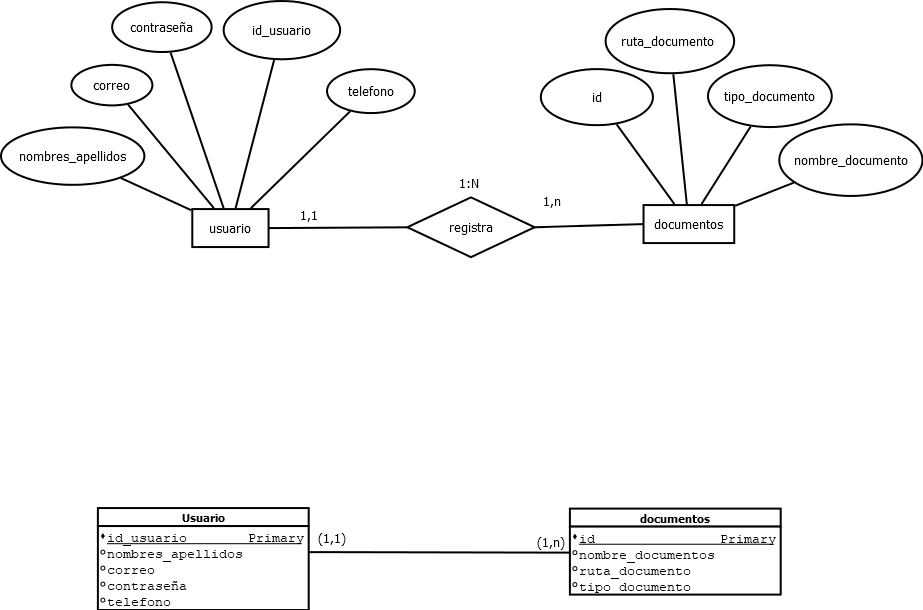 contraseña
id_usuario
correo
telefono
nombres_apellidos
ruta_documento
id
tipo_documento
nombre_documento
1:N
1,1
1,n
usuario
registra
documentos
Usuario
id_usuario Primary
nombres_apellidos
correo
contraseña
telefono
(1,1)
(1,n)
documentos
id Primary
nombre_documentos
ruta_documento
tipo documento